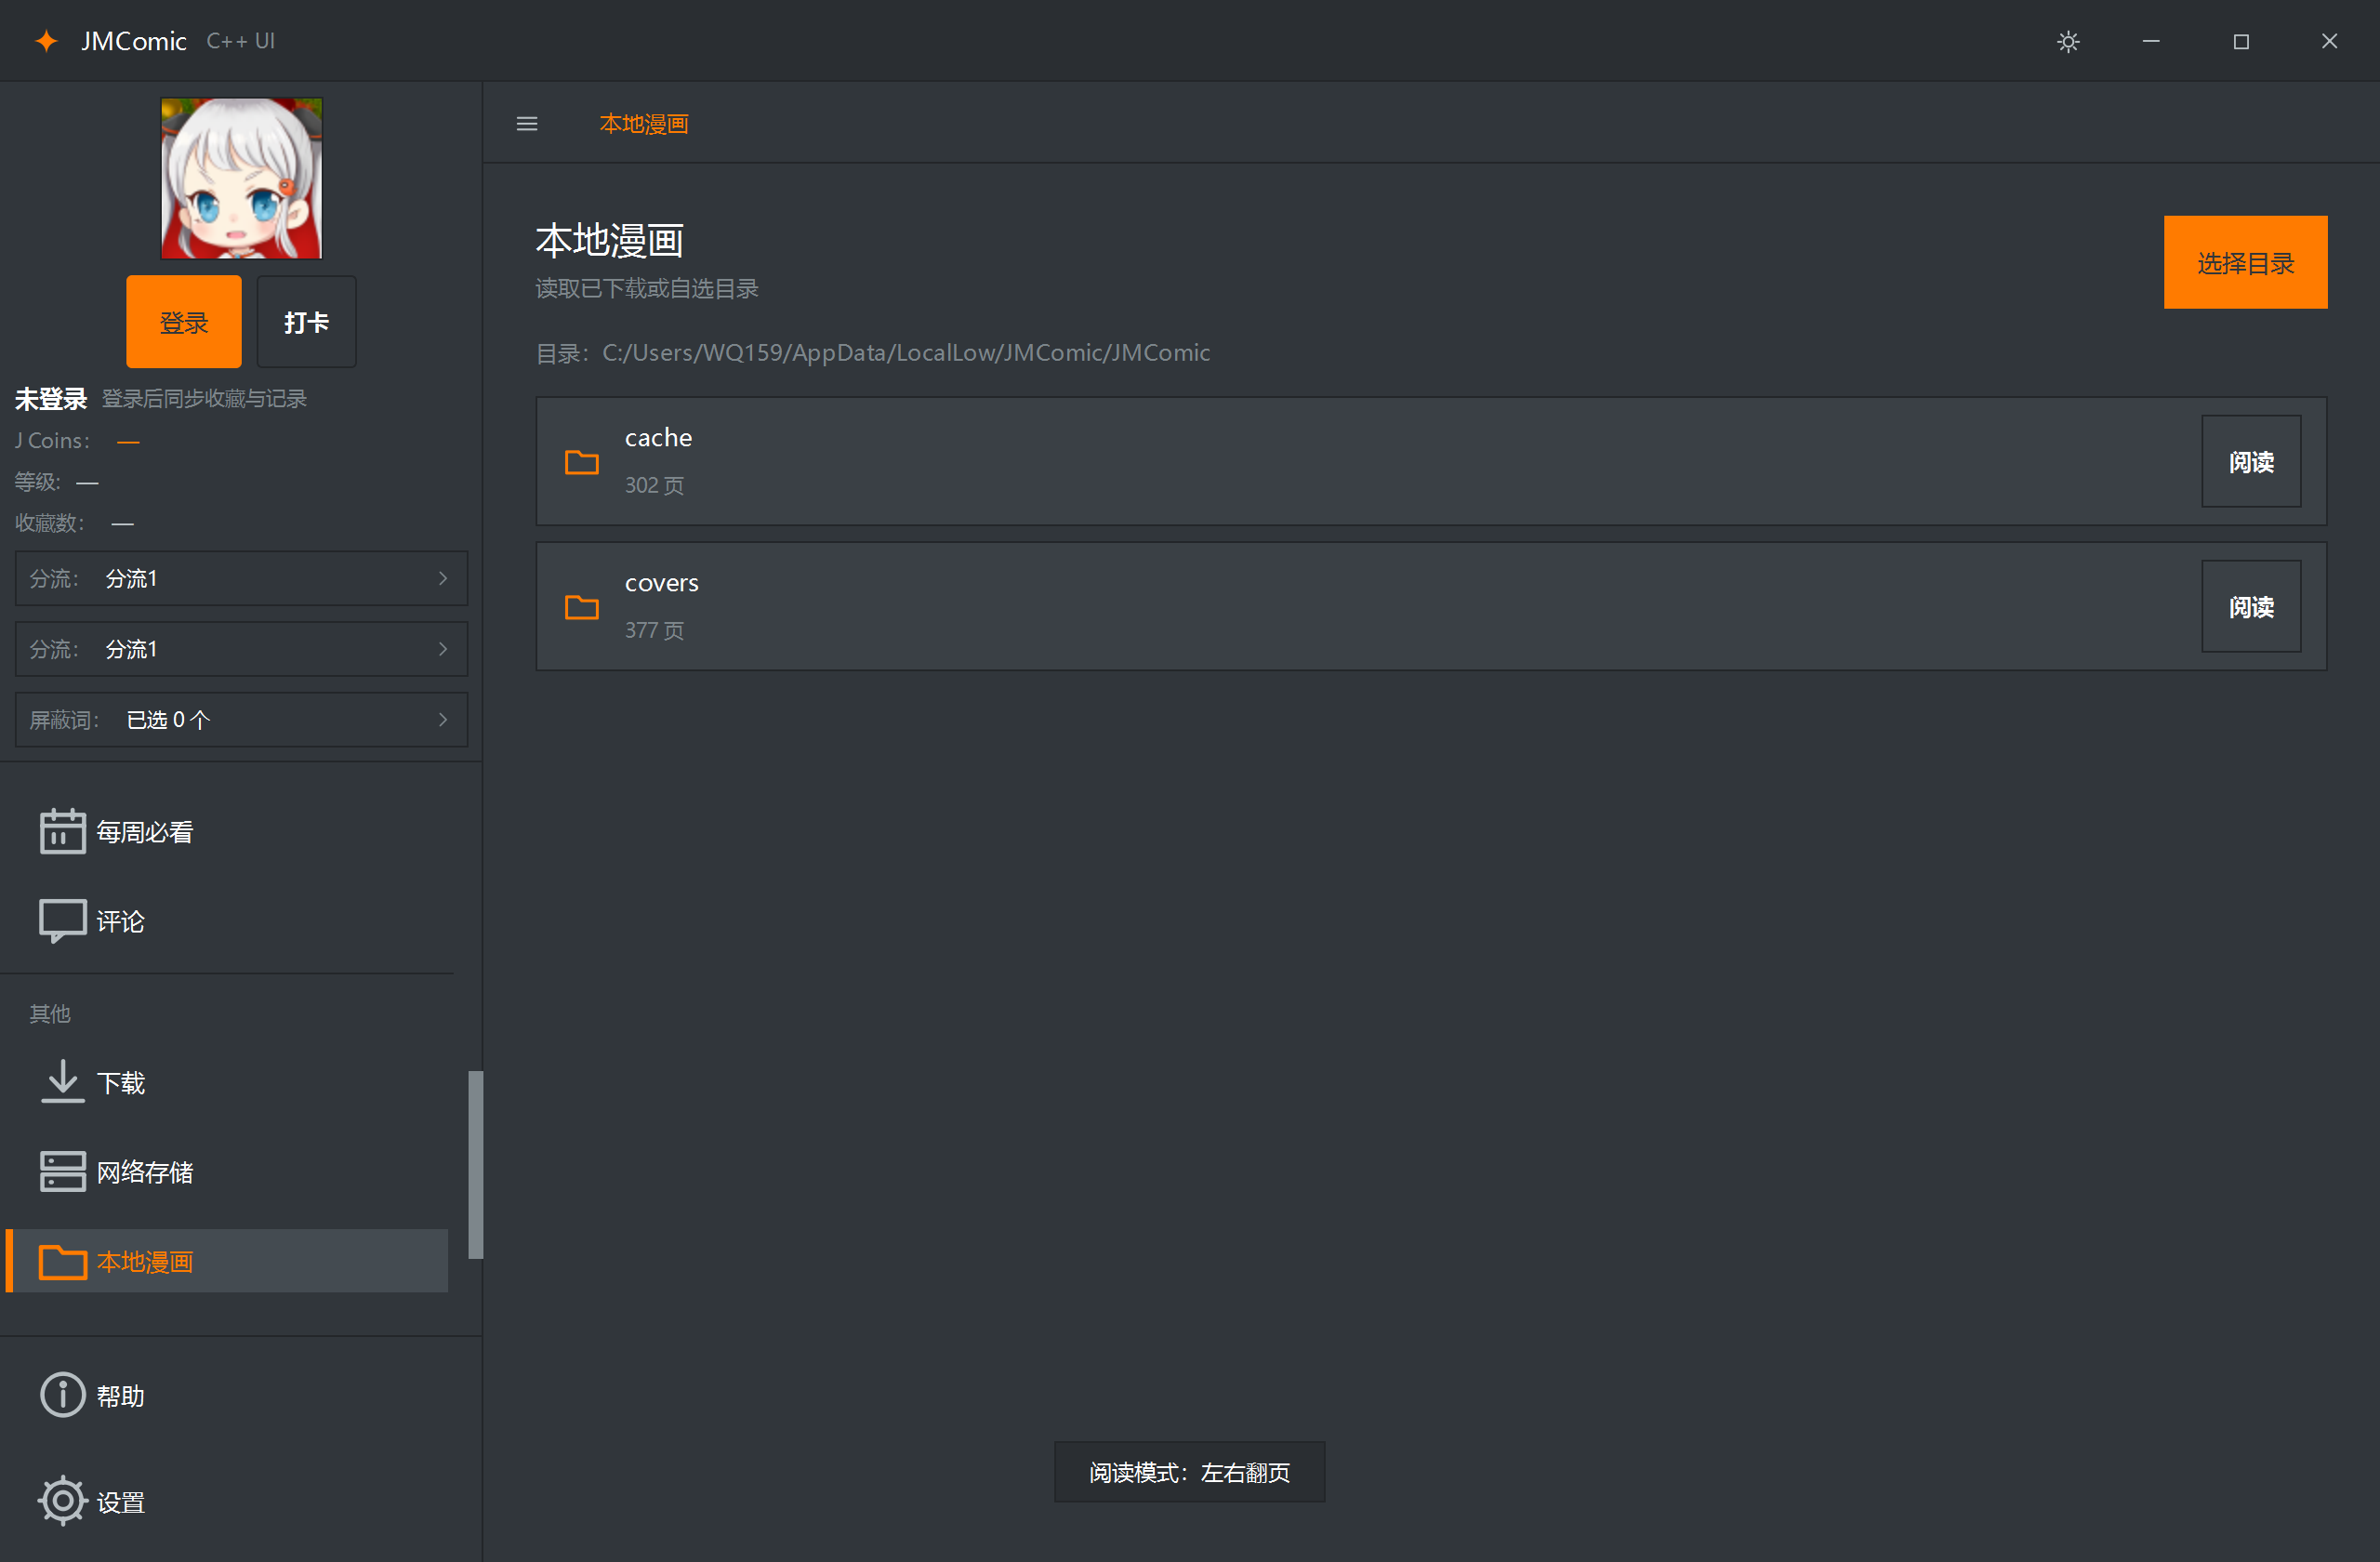 JMComic C++ UI
登录
打卡
未登录 登录后同步收藏与记录
J Coins: —
等级: —
收藏数: —
分流: 分流1
分流: 分流1
屏蔽词: 已选 0 个
每周必看
评论
其他
下载
网络存储
本地漫画
帮助
设置
本地漫画
本地漫画
读取已下载或自选目录
选择目录
目录: C:/Users/WQ159/AppData/LocalLow/JMComic/JMComic
cache
302 页
阅读
covers
377 页
阅读
阅读模式: 左右翻页